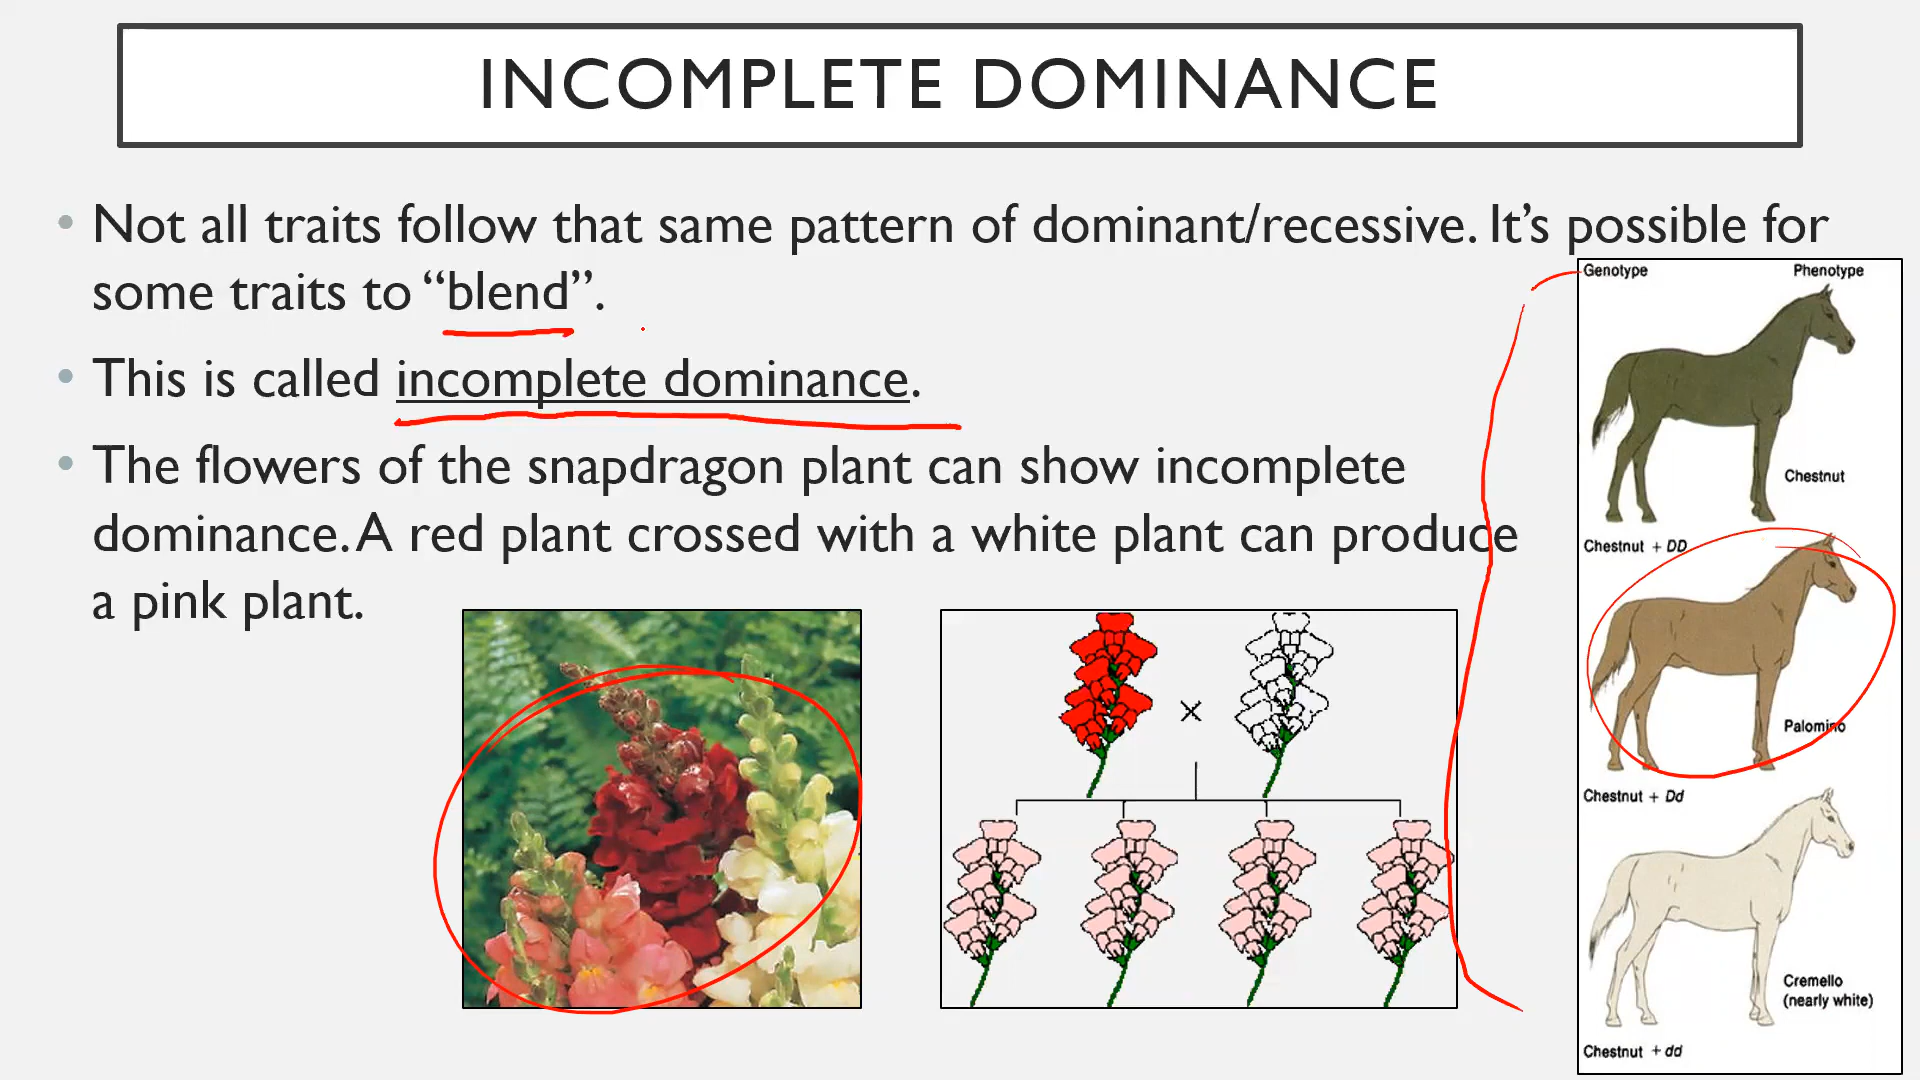 INCOMPLETE DOMINANCE
• Not all traits follow that same pattern of dominant/recessive. It’s possible for
some traits to “blend”.
• This is called incomplete dominance.
• The flowers of the snapdragon plant can show incomplete
dominance. A red plant crossed with a white plant can produce
a pink plant.
×
Genotype Phenotype
Chestnut
Chestnut + DD
Palomino
Chestnut + Dd
Cremello
(nearly white)
Chestnut + dd